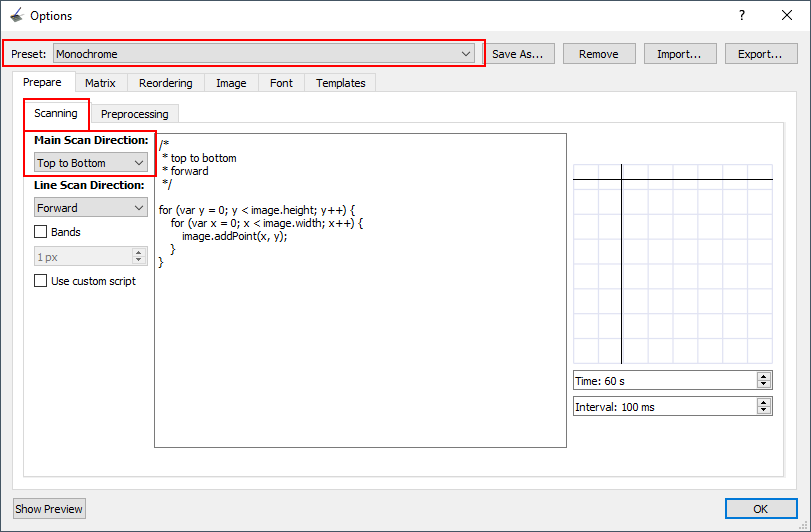 Options
?
Preset: Monochrome Save As... Remove Import... Export...
Prepare Matrix Reordering Image Font Templates
Scanning Preprocessing
Main Scan Direction:
Top to Bottom
Line Scan Direction:
Forward
Bands
1 px
Use custom script
/*
* top to bottom
* forward
*/
for (var y = 0; y < image.height; y++) {
for (var x = 0; x < image.width; x++) {
image.addPoint(x, y);
}
}
Time: 60 s
Interval: 100 ms
Show Preview OK